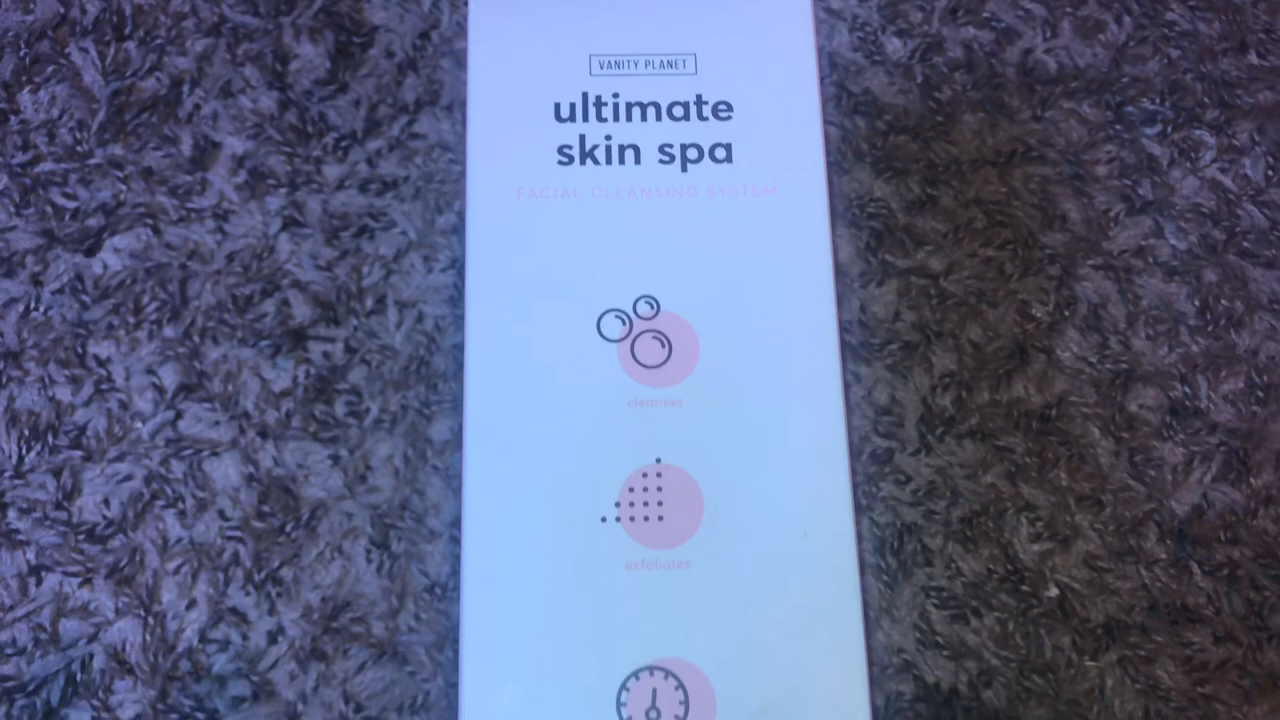 VANITY PLANET
ultimate
skin spa
FACIAL CLEANSING SYSTEM
cleanses
exfoliates